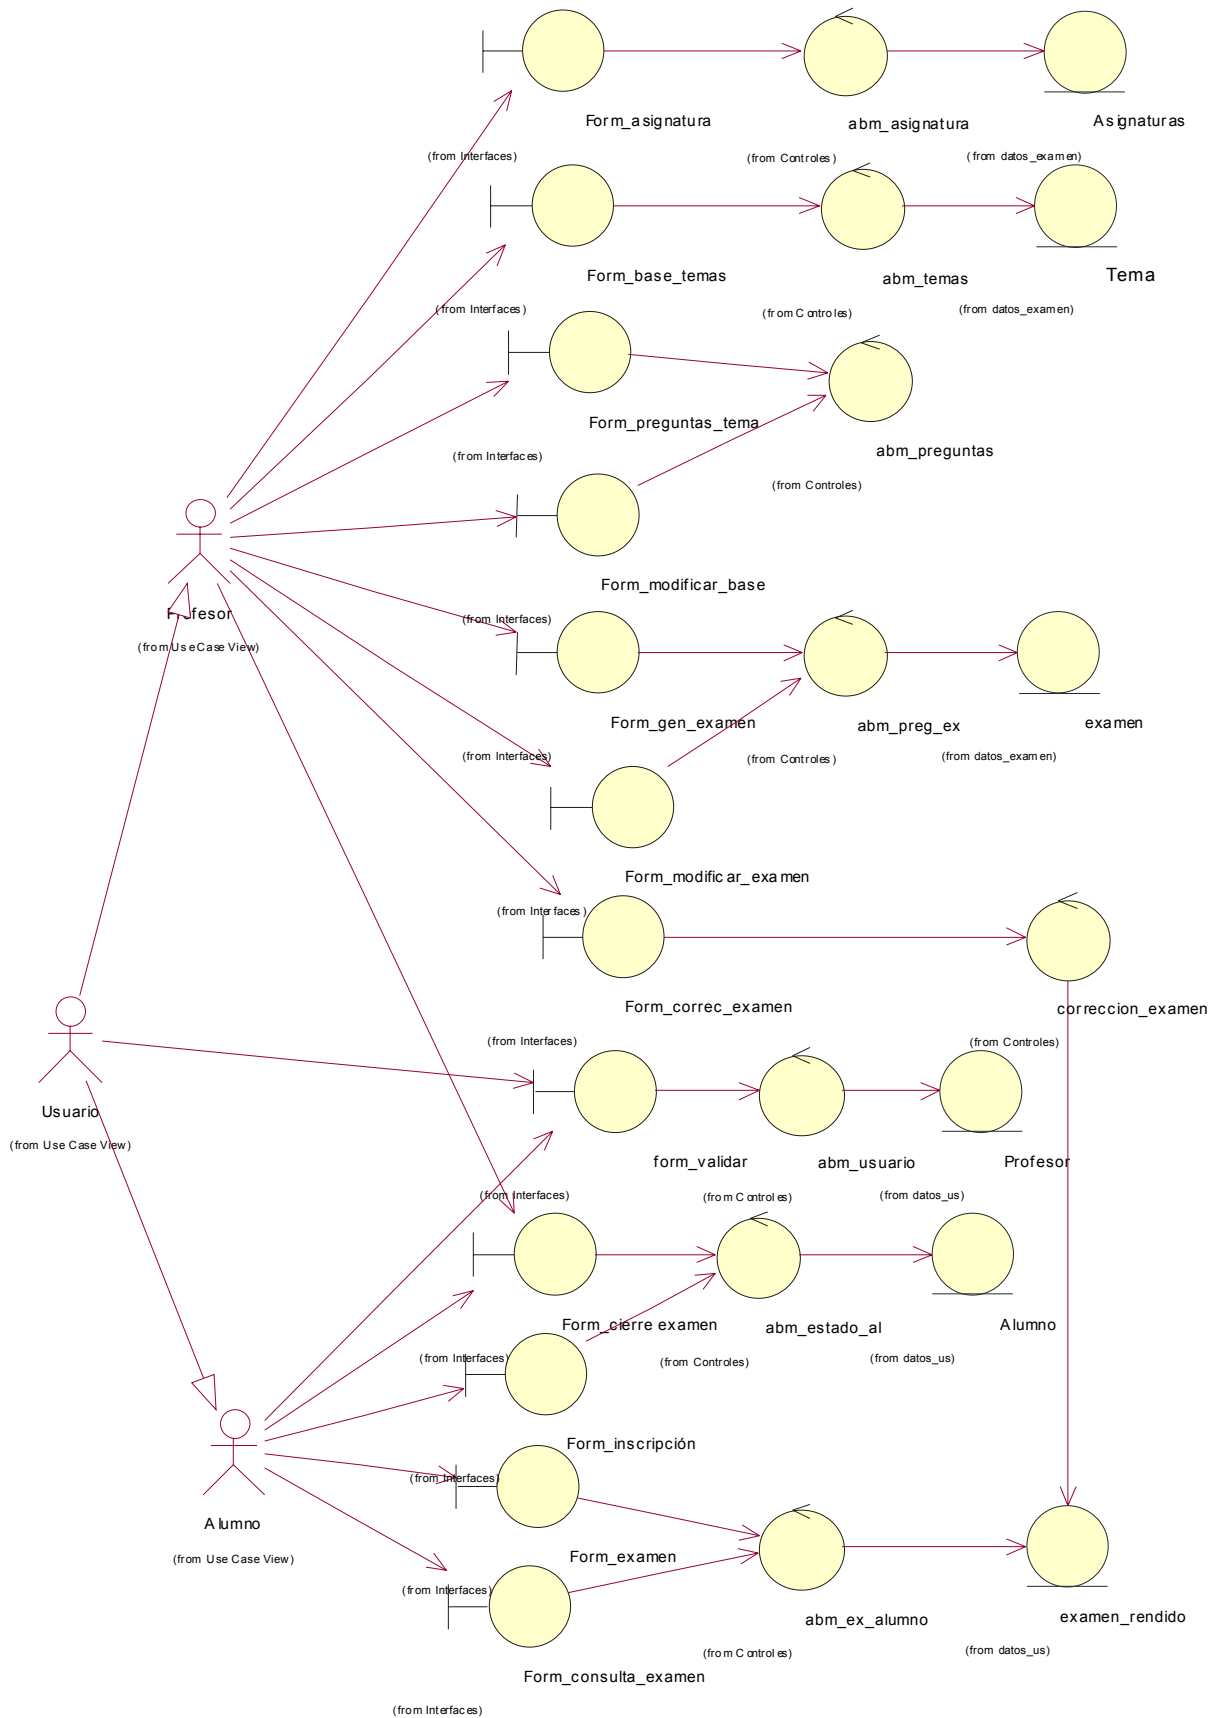 Form_asignatura
abm_asignatura
Asignaturas
(from Interfaces)
(from Controles)
(from datos_examen)
Form_base_temas
abm_temas
Tema
(from Interfaces)
(from Controles)
(from datos_examen)
Form_preguntas_tema
abm_preguntas
(from Interfaces)
(from Controles)
Form_modificar_base
Profesor
(from Use Case View)
(from Interfaces)
Form_gen_examen
abm_preg_ex
examen
(from Interfaces)
(from Controles)
(from datos_examen)
Form_modificar_examen
(from Interfaces)
Form_correc_examen
correccion_examen
(from Interfaces)
(from Controles)
Usuario
(from Use Case View)
form_validar
abm_usuario
Profesor
(from Interfaces)
(from Controles)
(from datos_us)
Form_cierre examen
abm_estado_al
Alumno
(from Interfaces)
(from Controles)
(from datos_us)
Form_inscripción
(from Interfaces)
Alumno
(from Use Case View)
Form_examen
(from Interfaces)
abm_ex_alumno
examen_rendido
(from Controles)
(from datos_us)
Form_consulta_examen
(from Interfaces)